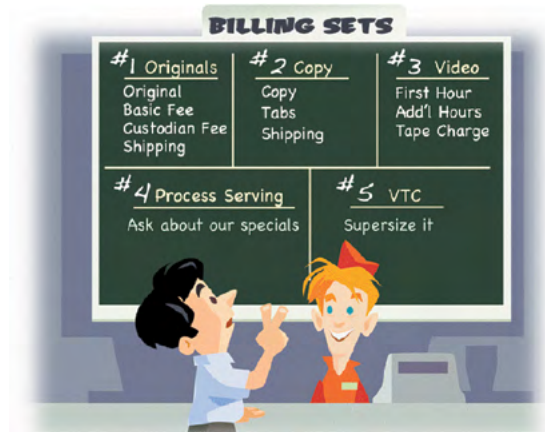 BILLING SETS
#1 Originals
Original
Basic Fee
Custodian Fee
Shipping
#2 Copy
Copy
Tabs
Shipping
#3 Video
First Hour
Add'l Hours
Tape Charge
#4 Process Serving
Ask about our specials
#5 VTC
Supersize it